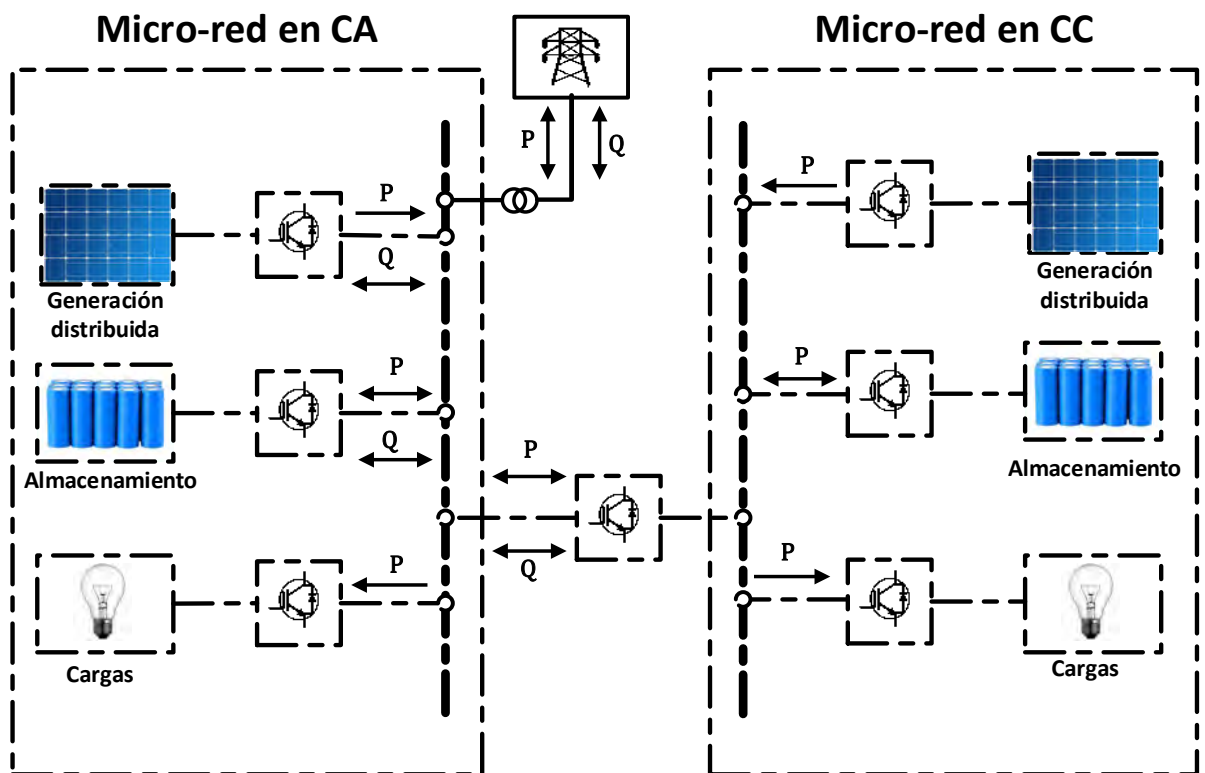 Micro-red en CA
Micro-red en CC
P
Q
P
Q
Generación
distribuida
P
Q
Almacenamiento
P
Cargas
P
Q
P
Generación
distribuida
P
Almacenamiento
P
Cargas